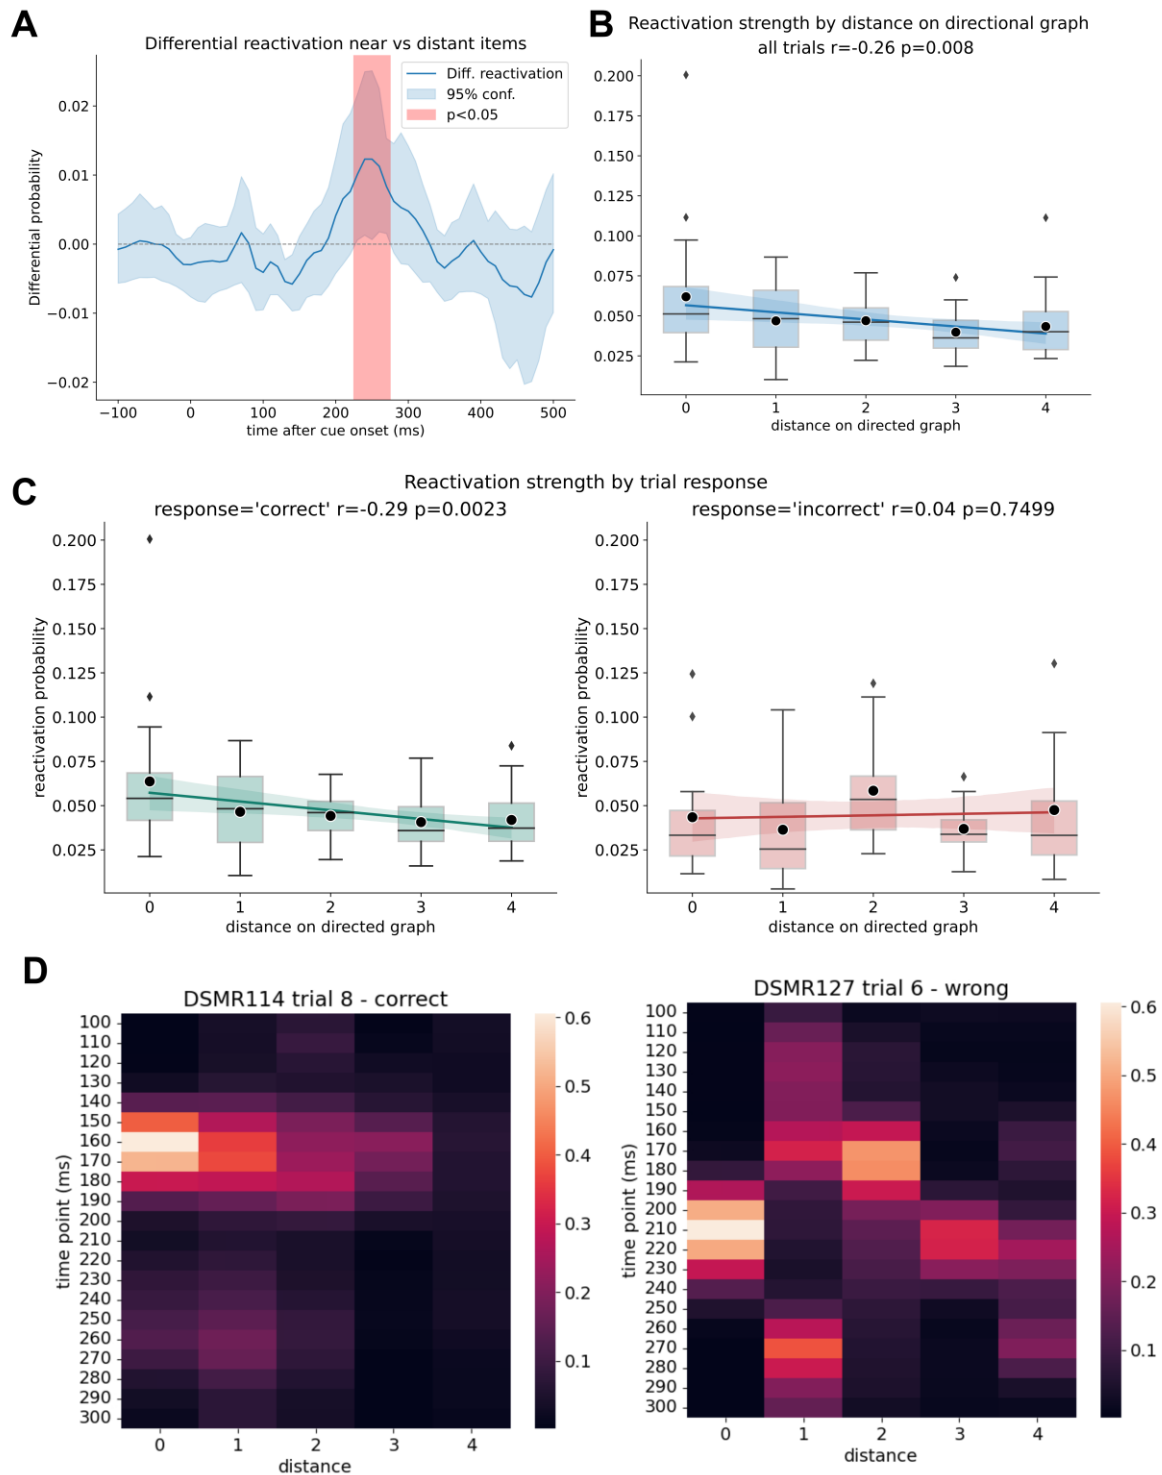 A
Differential reactivation near vs distant items
Diff. reactivation
95% conf.
p<0.05
Differential probability
0.02
0.01
0.00
−0.01
−0.02
−100 0 100 200 300 400 500
time after cue onset (ms)
B
Reactivation strength by distance on directional graph
all trials r=-0.26 p=0.008
0.200
0.175
0.150
0.125
0.100
0.075
0.050
0.025
0 1 2 3 4
distance on directed graph
C
Reactivation strength by trial response
response='correct' r=-0.29 p=0.0023
reactivation probability
0.200
0.175
0.150
0.125
0.100
0.075
0.050
0.025
0 1 2 3 4
distance on directed graph
response='incorrect' r=0.04 p=0.7499
reactivation probability
0.200
0.175
0.150
0.125
0.100
0.075
0.050
0.025
0 1 2 3 4
distance on directed graph
D
DSMR114 trial 8 - correct
time point (ms)
100
110
120
130
140
150
160
170
180
190
200
210
220
230
240
250
260
270
280
290
300
0 1 2 3 4
distance
0.6
0.5
0.4
0.3
0.2
0.1
DSMR127 trial 6 - wrong
time point (ms)
100
110
120
130
140
150
160
170
180
190
200
210
220
230
240
250
260
270
280
290
300
0 1 2 3 4
distance
0.6
0.5
0.4
0.3
0.2
0.1